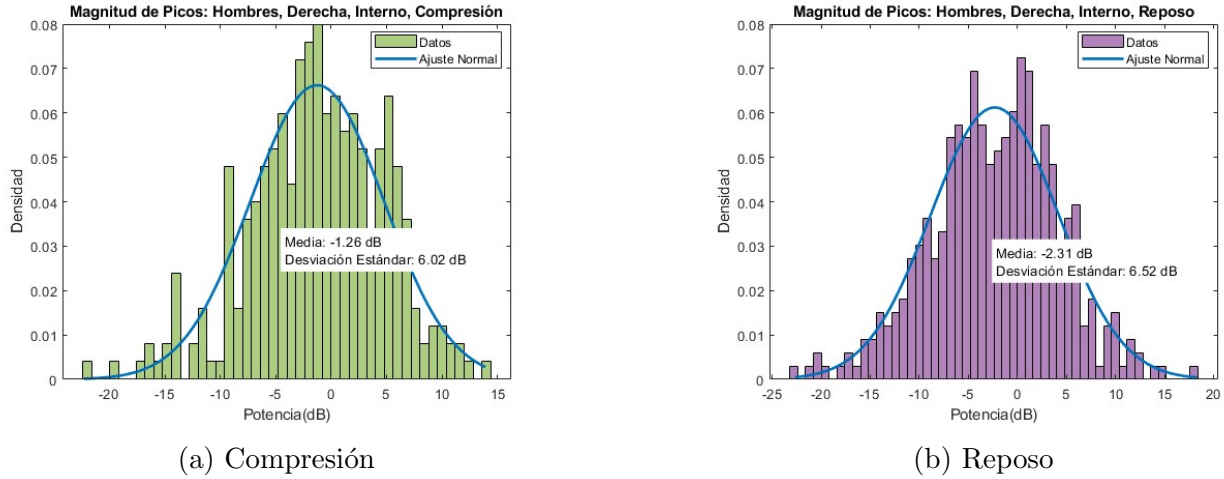 Magnitud de Picos: Hombres, Derecha, Interno, Compresión
0.08
0.07
0.06
0.05
0.04
0.03
0.02
0.01
0
Densidad
Datos
Ajuste Normal
Media: -1.26 dB
Desviación Estándar: 6.02 dB
-20 -15 -10 -5 0 5 10 15
Potencia(dB)
(a) Compresión
Magnitud de Picos: Hombres, Derecha, Interno, Reposo
0.08
0.07
0.06
0.05
0.04
0.03
0.02
0.01
0
Densidad
Datos
Ajuste Normal
Media: -2.31 dB
Desviación Estándar: 6.52 dB
-25 -20 -15 -10 -5 0 5 10 15 20
Potencia(dB)
(b) Reposo